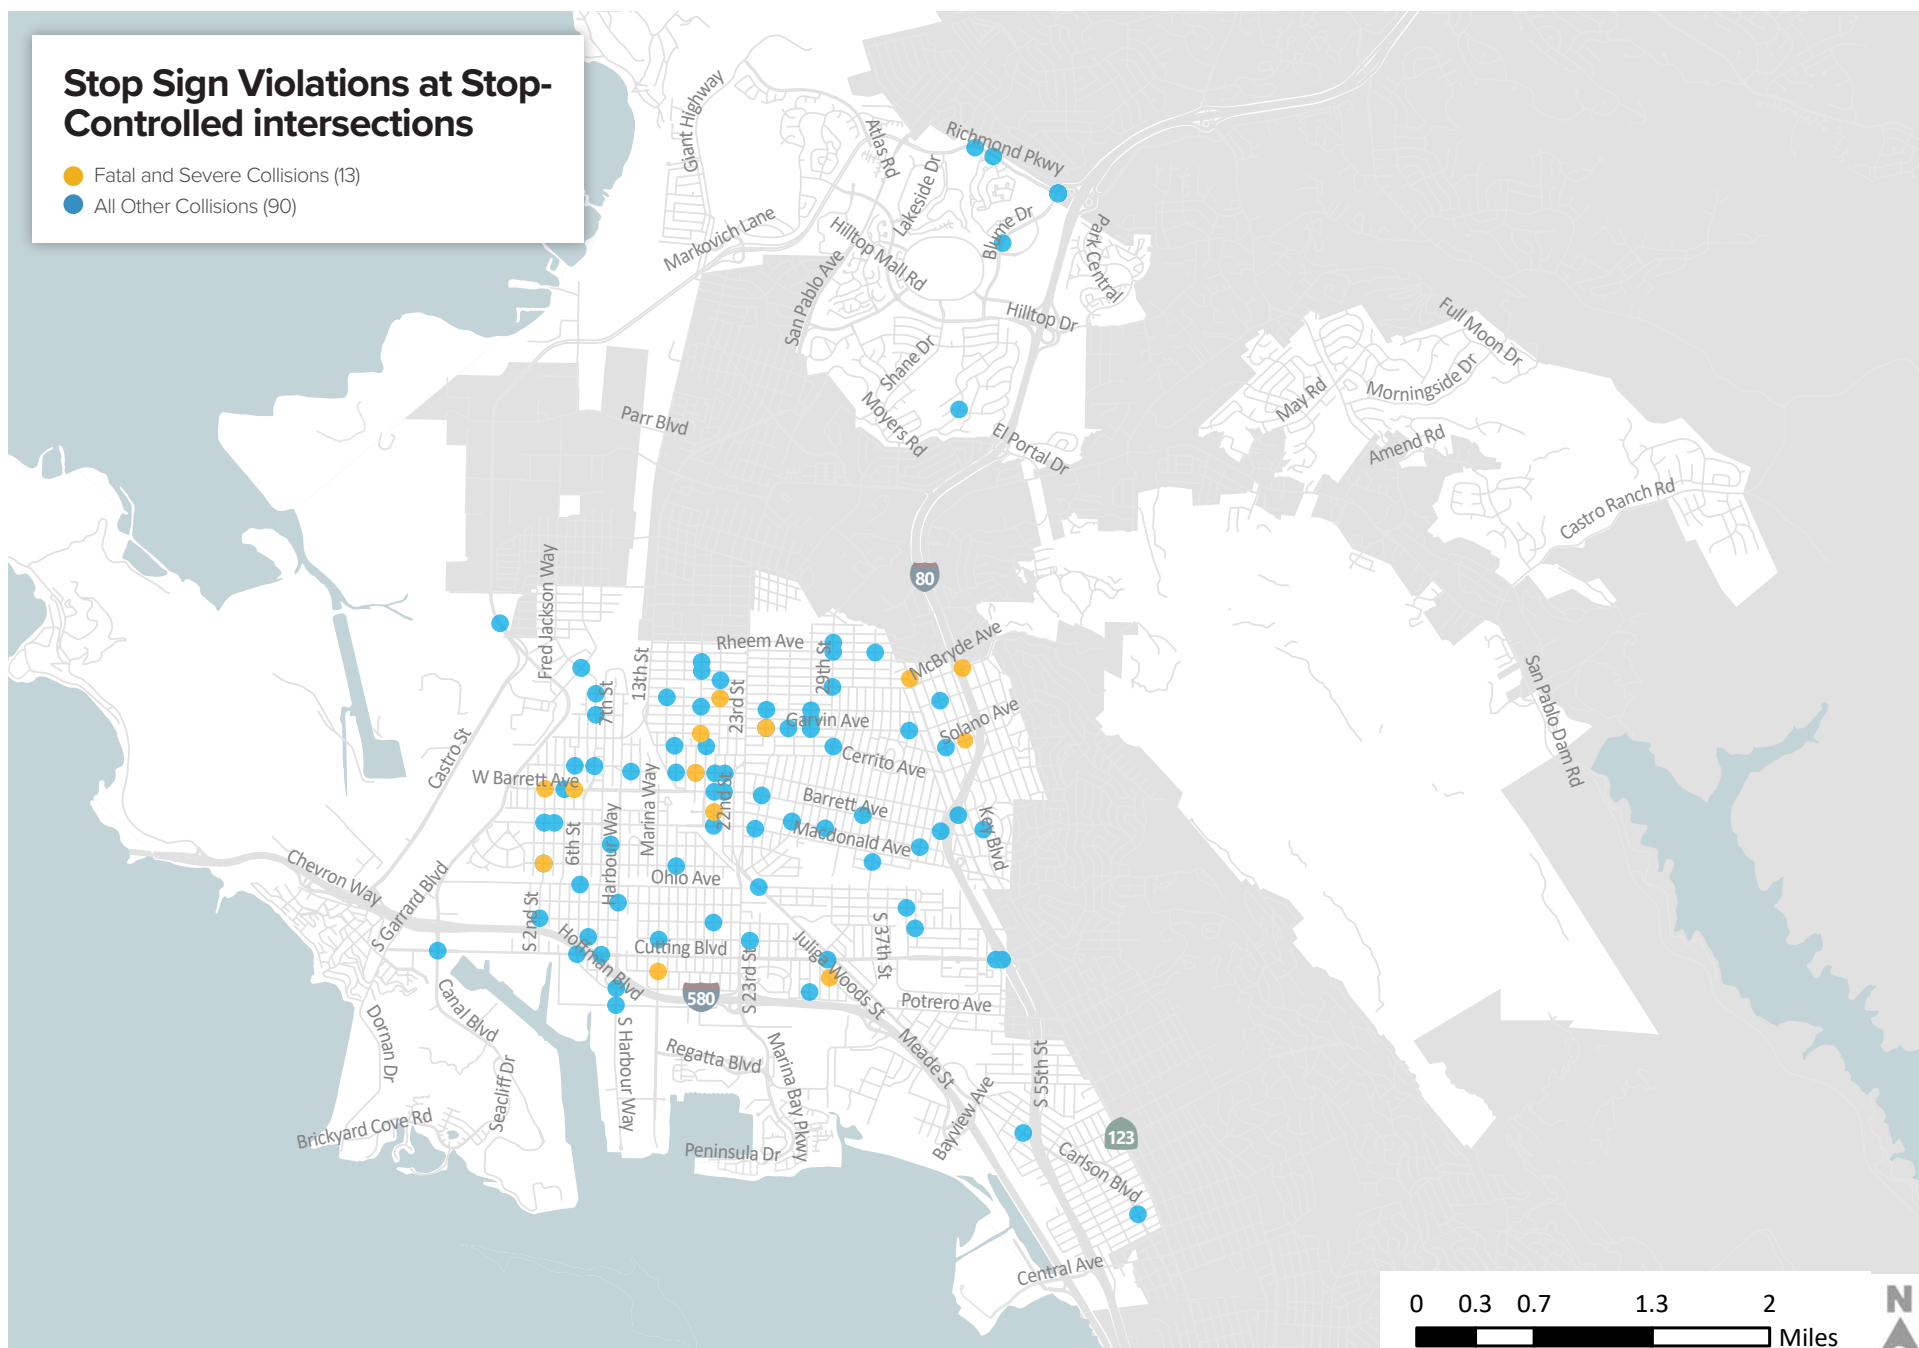 Stop Sign Violations at Stop-
Controlled intersections
Fatal and Severe Collisions (13)
All Other Collisions (90)
Giant Highway
Atlas Rd
Richmond Pkwy
Lakeside Dr
Markovich Lane
Hilltop Mall Rd
Blume Dr
Park Central
San Pablo Ave
Hilltop Dr
Shane Dr
Moyers Rd
El Portal Dr
Parr Blvd
Full Moon Dr
Morningside Dr
May Rd
Amend Rd
Castro Ranch Rd
80
Fred Jackson Way
Rheem Ave
29th St
McBryde Ave
13th St
7th St
23rd St
Garvin Ave
Solano Ave
San Pablo Dam Rd
Castro St
Cerrito Ave
W Barrett Ave
Marina Way
22nd St
Barrett Ave
Key Blvd
6th St
Harbour Way
Macdonald Ave
Chevron Way
Ohio Ave
S Garrard Blvd
S 2nd St
Hoffman Blvd
Cutting Blvd
S 23rd St
Juliga Woods St
S 37th St
580
Potrero Ave
Canal Blvd
Dornan Dr
S Harbour Way
Regatta Blvd
Marina Bay Pkwy
Meade St
S 55th St
Seacliff Dr
Bayview Ave
Brickyard Cove Rd
Peninsula Dr
123
Carlson Blvd
Central Ave
0 0.3 0.7 1.3 2
Miles
N